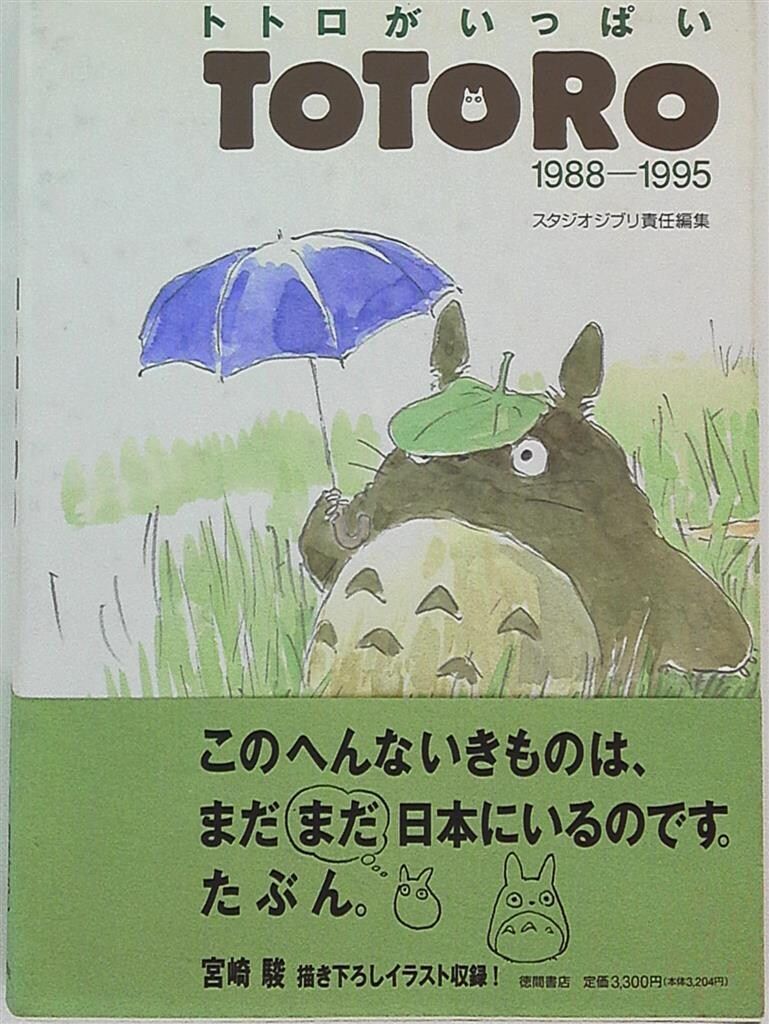 トトロがいっぱい
TOTORO
1988—1995
スタジオジブリ責任編集
このへんないきものは、
まだまだ日本にいるのです。
たぶん。
宮崎 駿 描き下ろしイラスト収録！ 徳間書店 定価3,300円(本体3,204円)